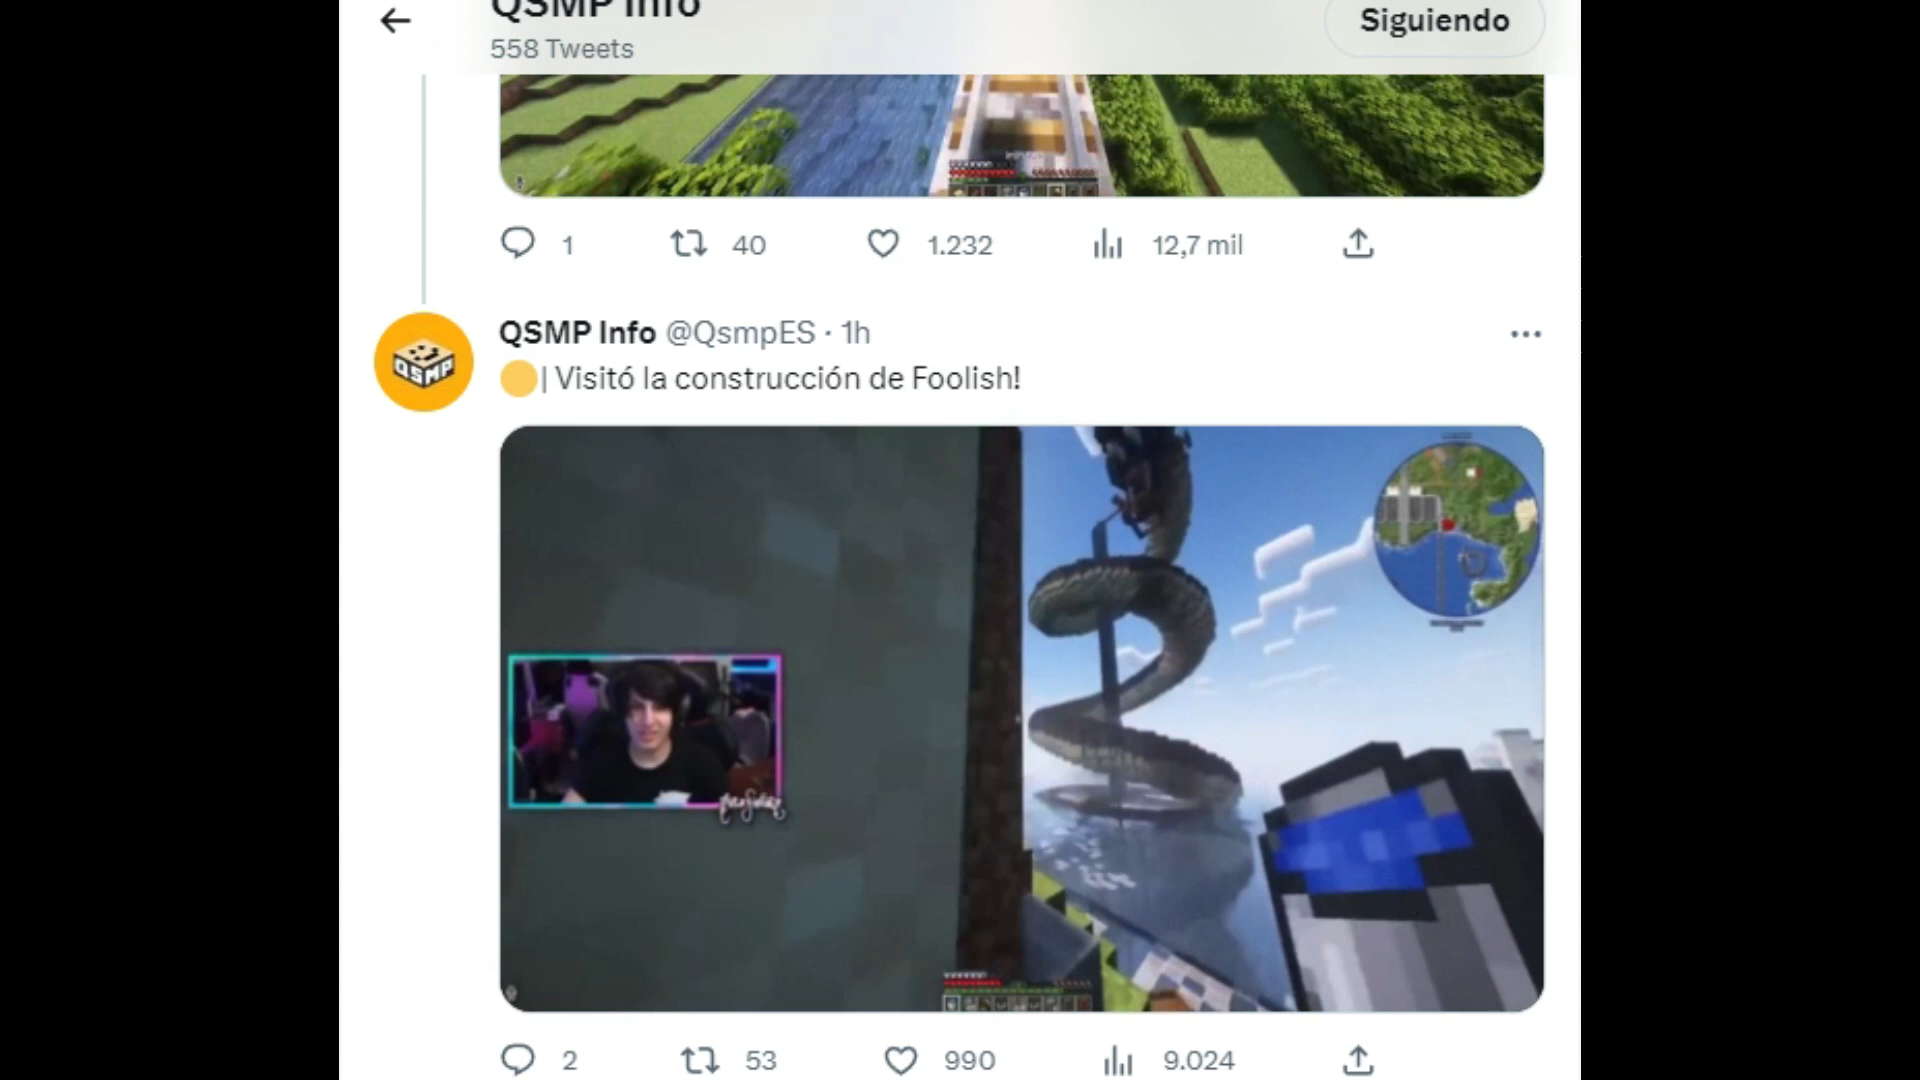 QSMP Info
558 Tweets
Siguiendo
1
40
1.232
12,7 mil
QSMP Info @QsmpES · 1h
QSMP
| Visitó la construcción de Foolish!
2
53
990
9.024